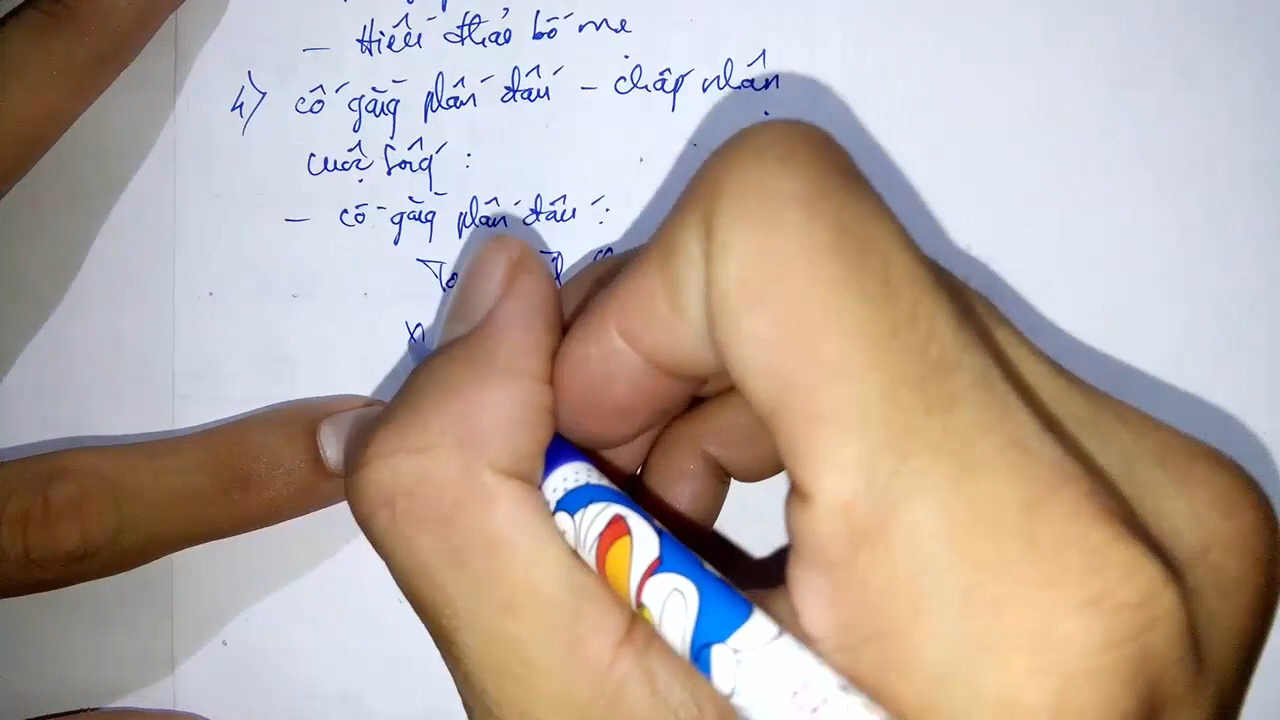 - Hiếu thảo bố mẹ
4) cố gắng phấn đấu - chấp nhận
cuộc sống :
- cố gắng phấn đấu :